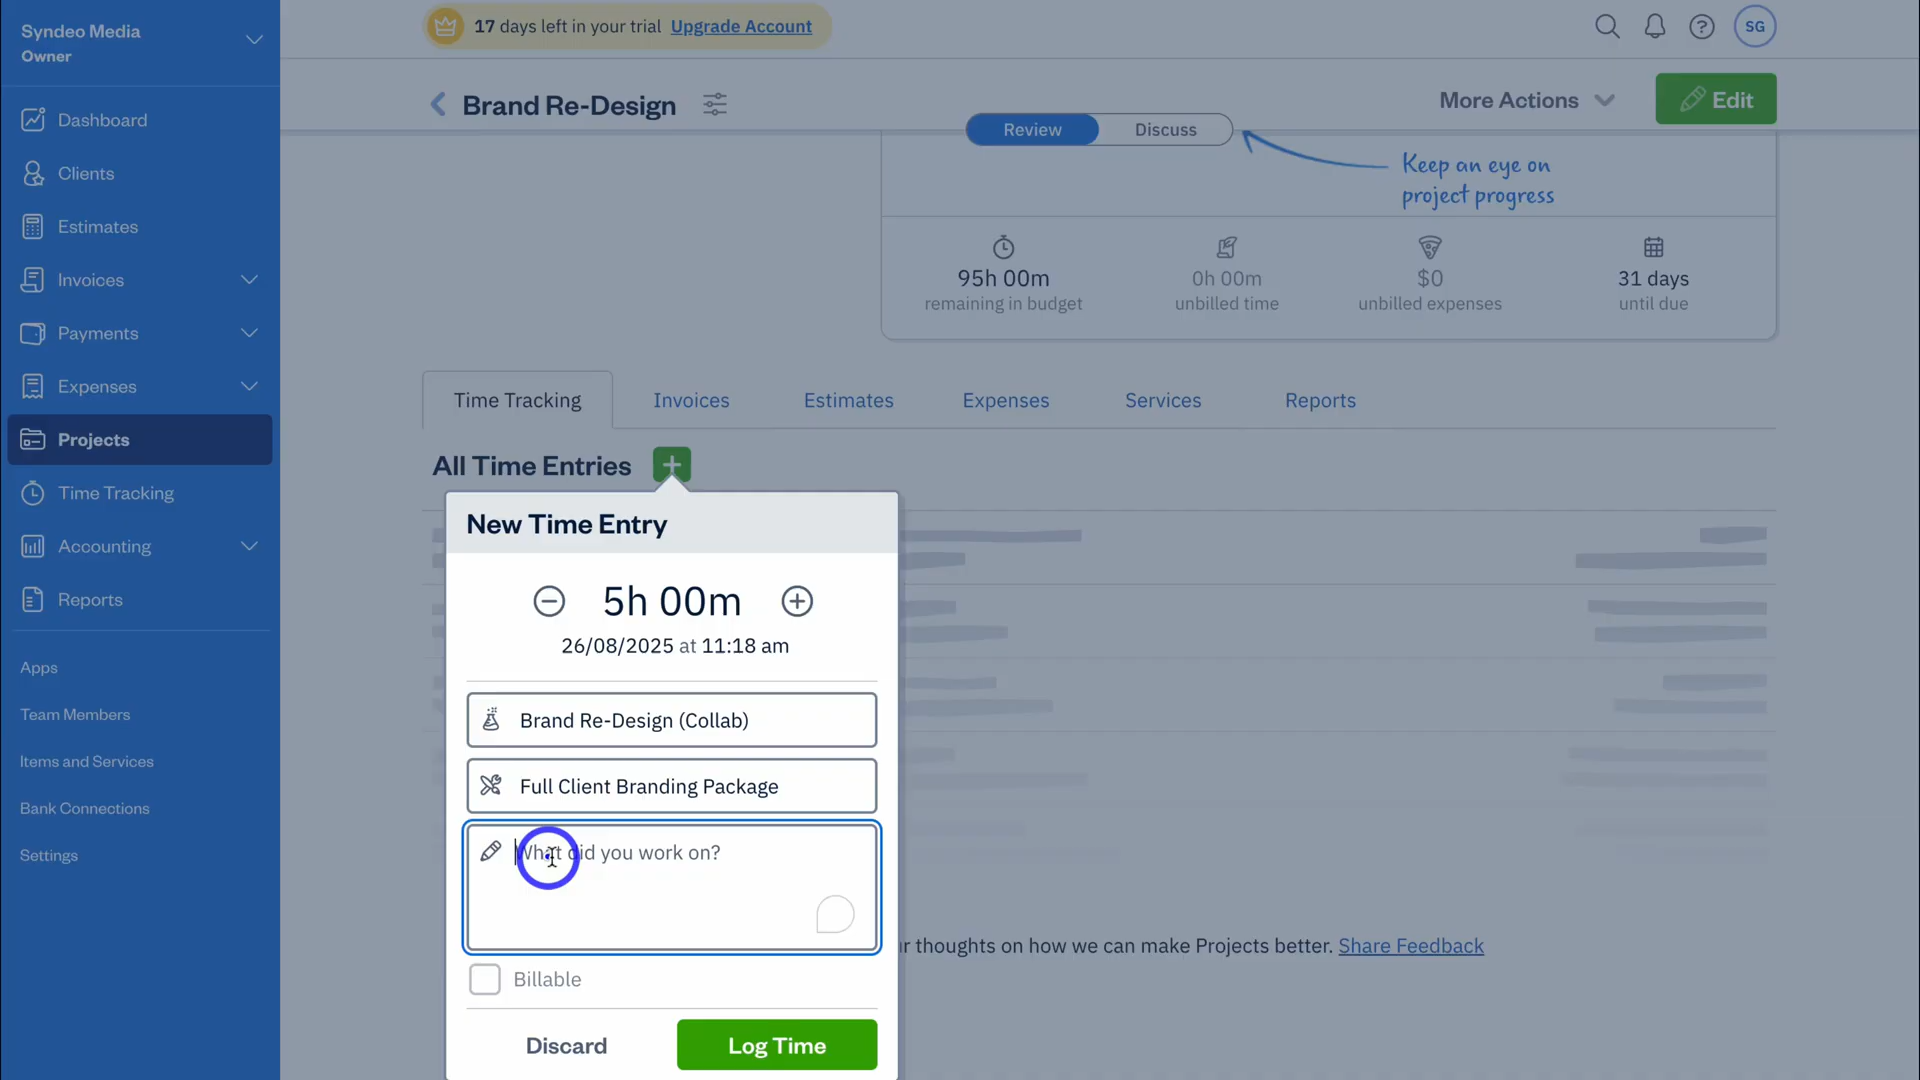 Syndeo Media
Owner
17 days left in your trial Upgrade Account
SG
Brand Re-Design
More Actions
Edit
Review
Discuss
Keep an eye on
project progress
95h 00m
remaining in budget
0h 00m
unbilled time
$0
unbilled expenses
31 days
until due
Dashboard
Clients
Estimates
Invoices
Payments
Expenses
Projects
Time Tracking
Accounting
Reports
Apps
Team Members
Items and Services
Bank Connections
Settings
Time Tracking
Invoices
Estimates
Expenses
Services
Reports
All Time Entries
New Time Entry
5h 00m
26/08/2025 at 11:18 am
Brand Re-Design (Collab)
Full Client Branding Package
What did you work on?
Billable
Discard
Log Time
thoughts on how we can make Projects better. Share Feedback